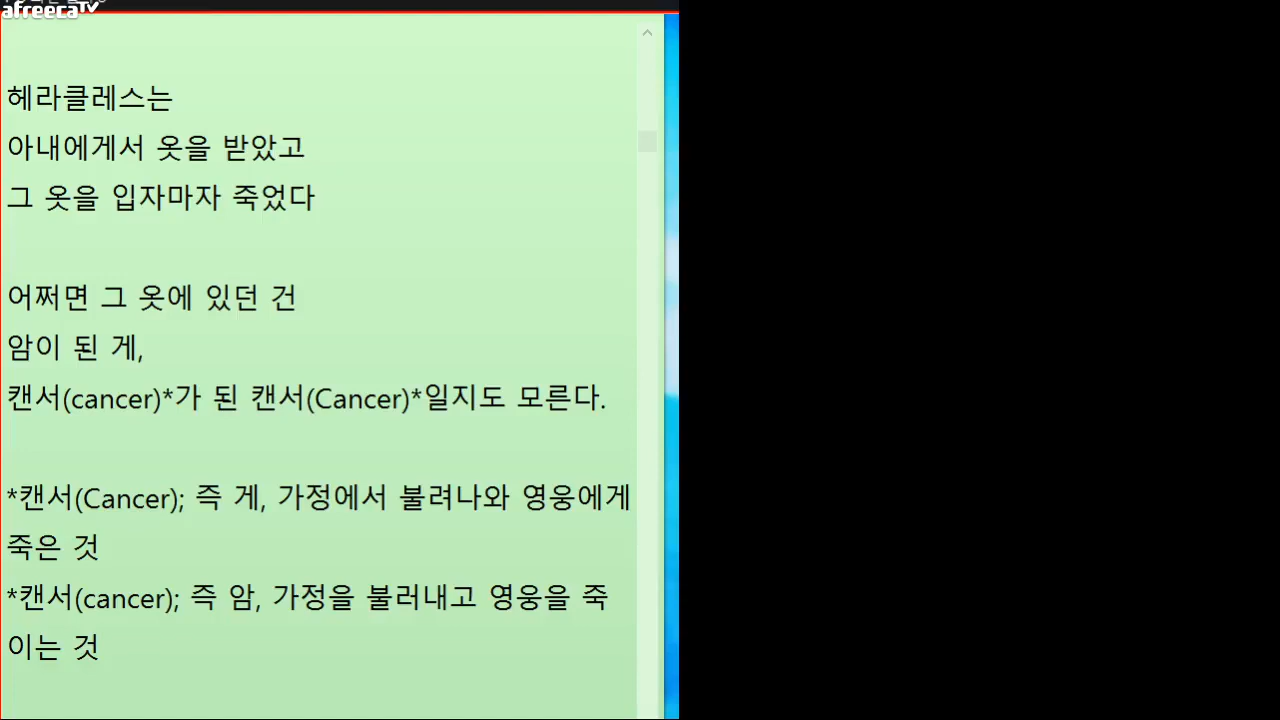 afreecaTV
헤라클레스는
아내에게서 옷을 받았고
그 옷을 입자마자 죽었다
어쩌면 그 옷에 있던 건
암이 된 게,
캔서(cancer)*가 된 캔서(Cancer)*일지도 모른다.
*캔서(Cancer); 즉 게, 가정에서 불려나와 영웅에게
죽은 것
*캔서(cancer); 즉 암, 가정을 불러내고 영웅을 죽
이는 것